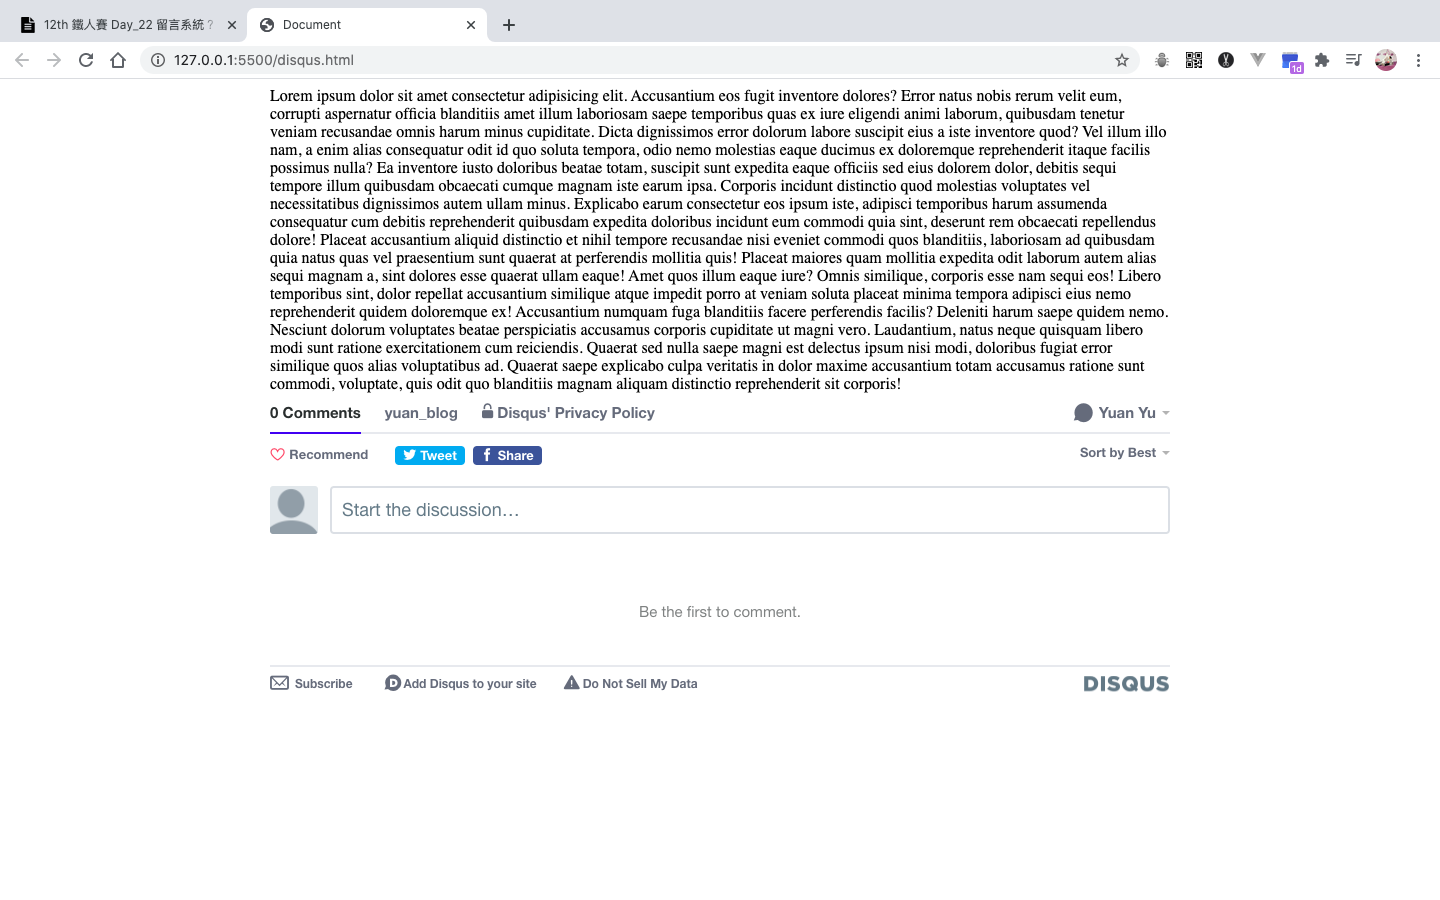 12th 鐵人賽 Day_22 留言系統？
Document
127.0.0.1:5500/disqus.html
1d
Lorem ipsum dolor sit amet consectetur adipisicing elit. Accusantium eos fugit inventore dolores? Error natus nobis rerum velit eum,
corrupti aspernatur officia blanditiis amet illum laboriosam saepe temporibus quas ex iure eligendi animi laborum, quibusdam tenetur
veniam recusandae omnis harum minus cupiditate. Dicta dignissimos error dolorum labore suscipit eius a iste inventore quod? Vel illum illo
nam, a enim alias consequatur odit id quo soluta tempora, odio nemo molestias eaque ducimus ex doloremque reprehenderit itaque facilis
possimus nulla? Ea inventore iusto doloribus beatae totam, suscipit sunt expedita eaque officiis sed eius dolorem dolor, debitis sequi
tempore illum quibusdam obcaecati cumque magnam iste earum ipsa. Corporis incidunt distinctio quod molestias voluptates vel
necessitatibus dignissimos autem ullam minus. Explicabo earum consectetur eos ipsum iste, adipisci temporibus harum assumenda
consequatur cum debitis reprehenderit quibusdam expedita doloribus incidunt eum commodi quia sint, deserunt rem obcaecati repellendus
dolore! Placeat accusantium aliquid distinctio et nihil tempore recusandae nisi eveniet commodi quos blanditiis, laboriosam ad quibusdam
quia natus quas vel praesentium sunt quaerat at perferendis mollitia quis! Placeat maiores quam mollitia expedita odit laborum autem alias
sequi magnam a, sint dolores esse quaerat ullam eaque! Amet quos illum eaque iure? Omnis similique, corporis esse nam sequi eos! Libero
temporibus sint, dolor repellat accusantium similique atque impedit porro at veniam soluta placeat minima tempora adipisci eius nemo
reprehenderit quidem doloremque ex! Accusantium numquam fuga blanditiis facere perferendis facilis? Deleniti harum saepe quidem nemo.
Nesciunt dolorum voluptates beatae perspiciatis accusamus corporis cupiditate ut magni vero. Laudantium, natus neque quisquam libero
modi sunt ratione exercitationem cum reiciendis. Quaerat sed nulla saepe magni est delectus ipsum nisi modi, doloribus fugiat error
similique quos alias voluptatibus ad. Quaerat saepe explicabo culpa veritatis in dolor maxime accusantium totam accusamus ratione sunt
commodi, voluptate, quis odit quo blanditiis magnam aliquam distinctio reprehenderit sit corporis!
0 Comments yuan_blog Disqus' Privacy Policy Yuan Yu
Recommend Tweet Share Sort by Best
Start the discussion…
Be the first to comment.
Subscribe Add Disqus to your site Do Not Sell My Data DISQUS